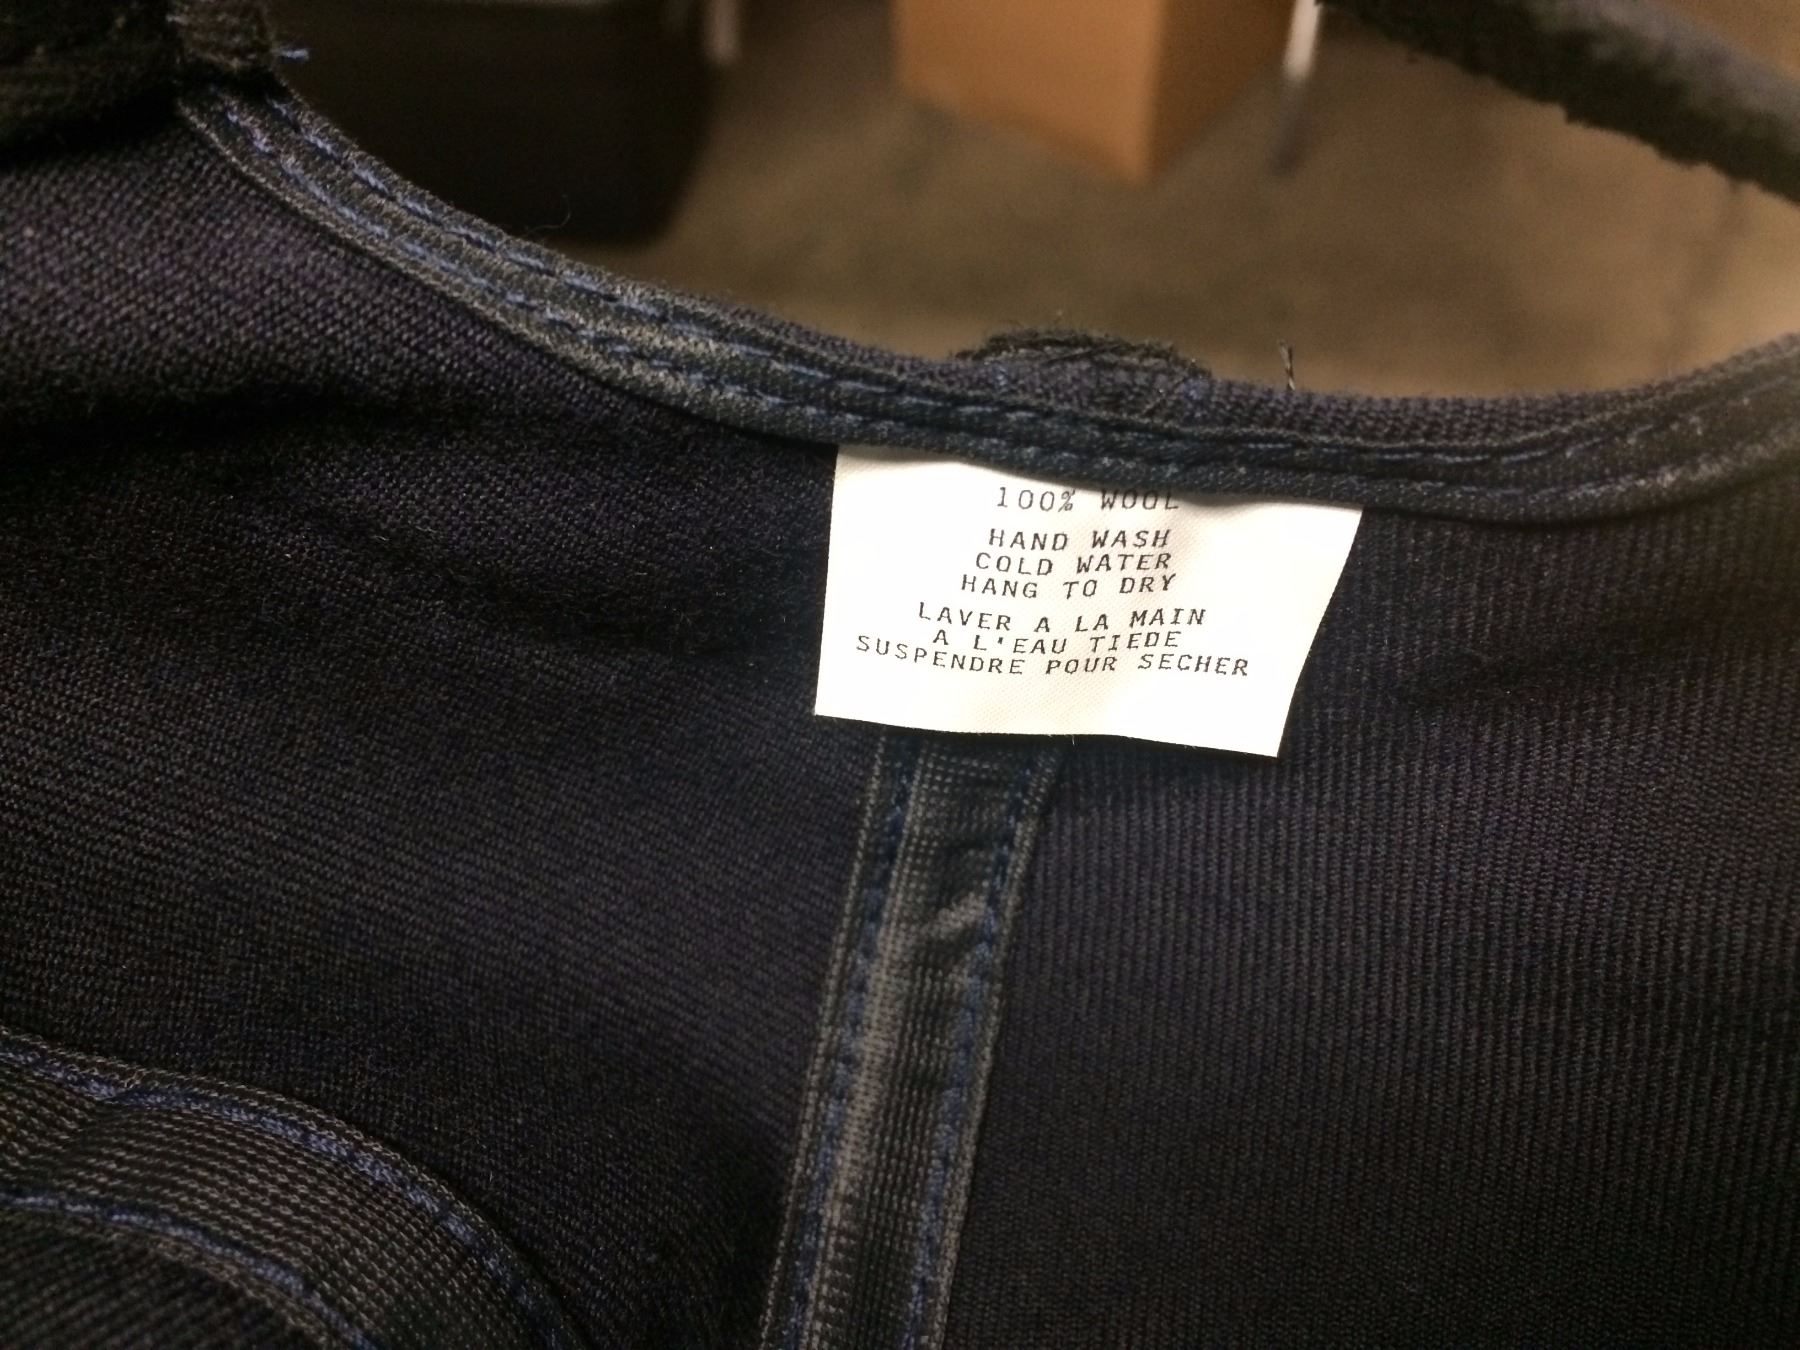 100% WOOL
HAND WASH
COLD WATER
HANG TO DRY
LAVER A LA MAIN
A L'EAU TIEDE
SUSPENDRE POUR SECHER